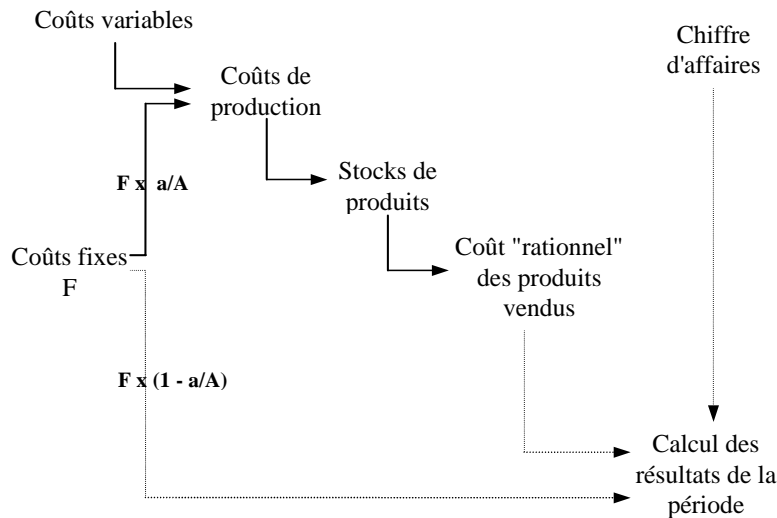 Coûts variables
Chiffre
d'affaires
Coûts de
production
F x a/A
Stocks de
produits
Coûts fixes
F
Coût "rationnel"
des produits
vendus
F x (1 - a/A)
Calcul des
résultats de la
période